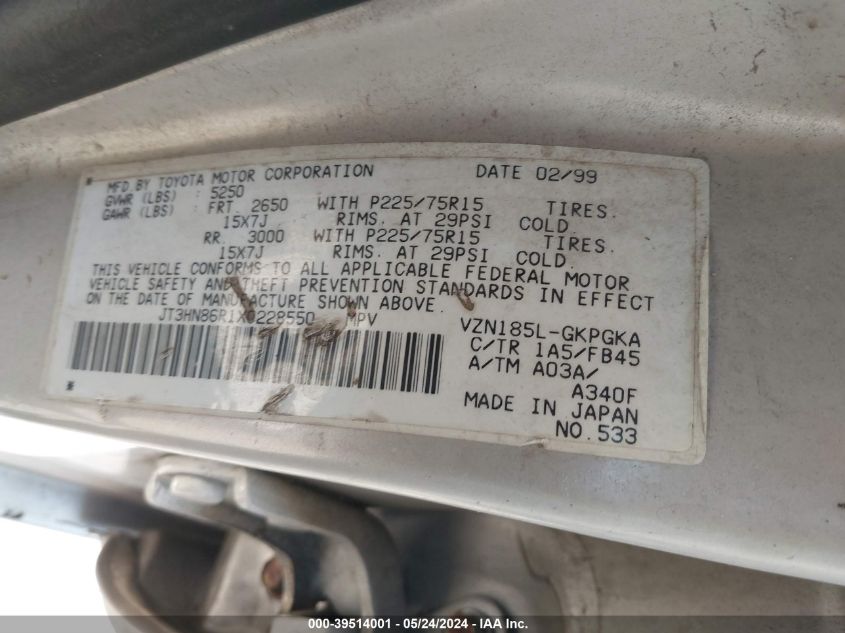 MFD.BY TOYOTA MOTOR CORPORATION DATE 02/99
GVWR (LBS) : 5250
GAWR (LBS) : FRT. 2650 WITH P225/75R15 TIRES.
15X7J RIMS. AT 29PSI COLD.
RR. 3000 WITH P225/75R15 TIRES.
15X7J RIMS. AT 29PSI COLD.
THIS VEHICLE CONFORMS TO ALL APPLICABLE FEDERAL MOTOR
VEHICLE SAFETY AND THEFT PREVENTION STANDARDS IN EFFECT
ON THE DATE OF MANUFACTURE SHOWN ABOVE.
JT3HN86R1X0228550 MPV VZN185L-GKPGKA
C/TR 1A5/FB45
A/TM A03A/
A340F
MADE IN JAPAN
NO.533
000-39514001 - 05/24/2024 - IAA Inc.